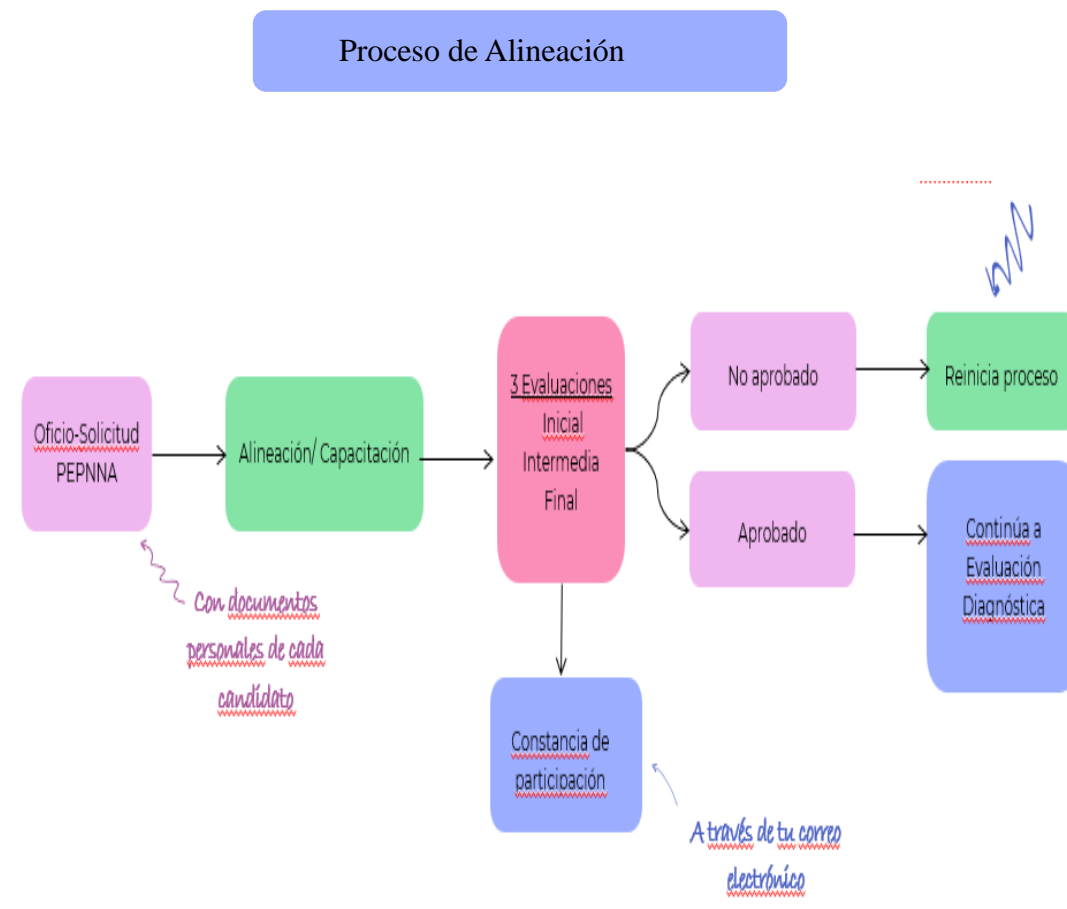 Proceso de Alineación
Oficio-Solicitud
PEPNNA
Con documentos
personales de cada
candidato
Alineación/ Capacitación
3 Evaluaciones
Inicial
Intermedia
Final
Constancia de
participación
A través de tu correo
electrónico
No aprobado
Reinicia proceso
Aprobado
Continúa a
Evaluación
Diagnóstica